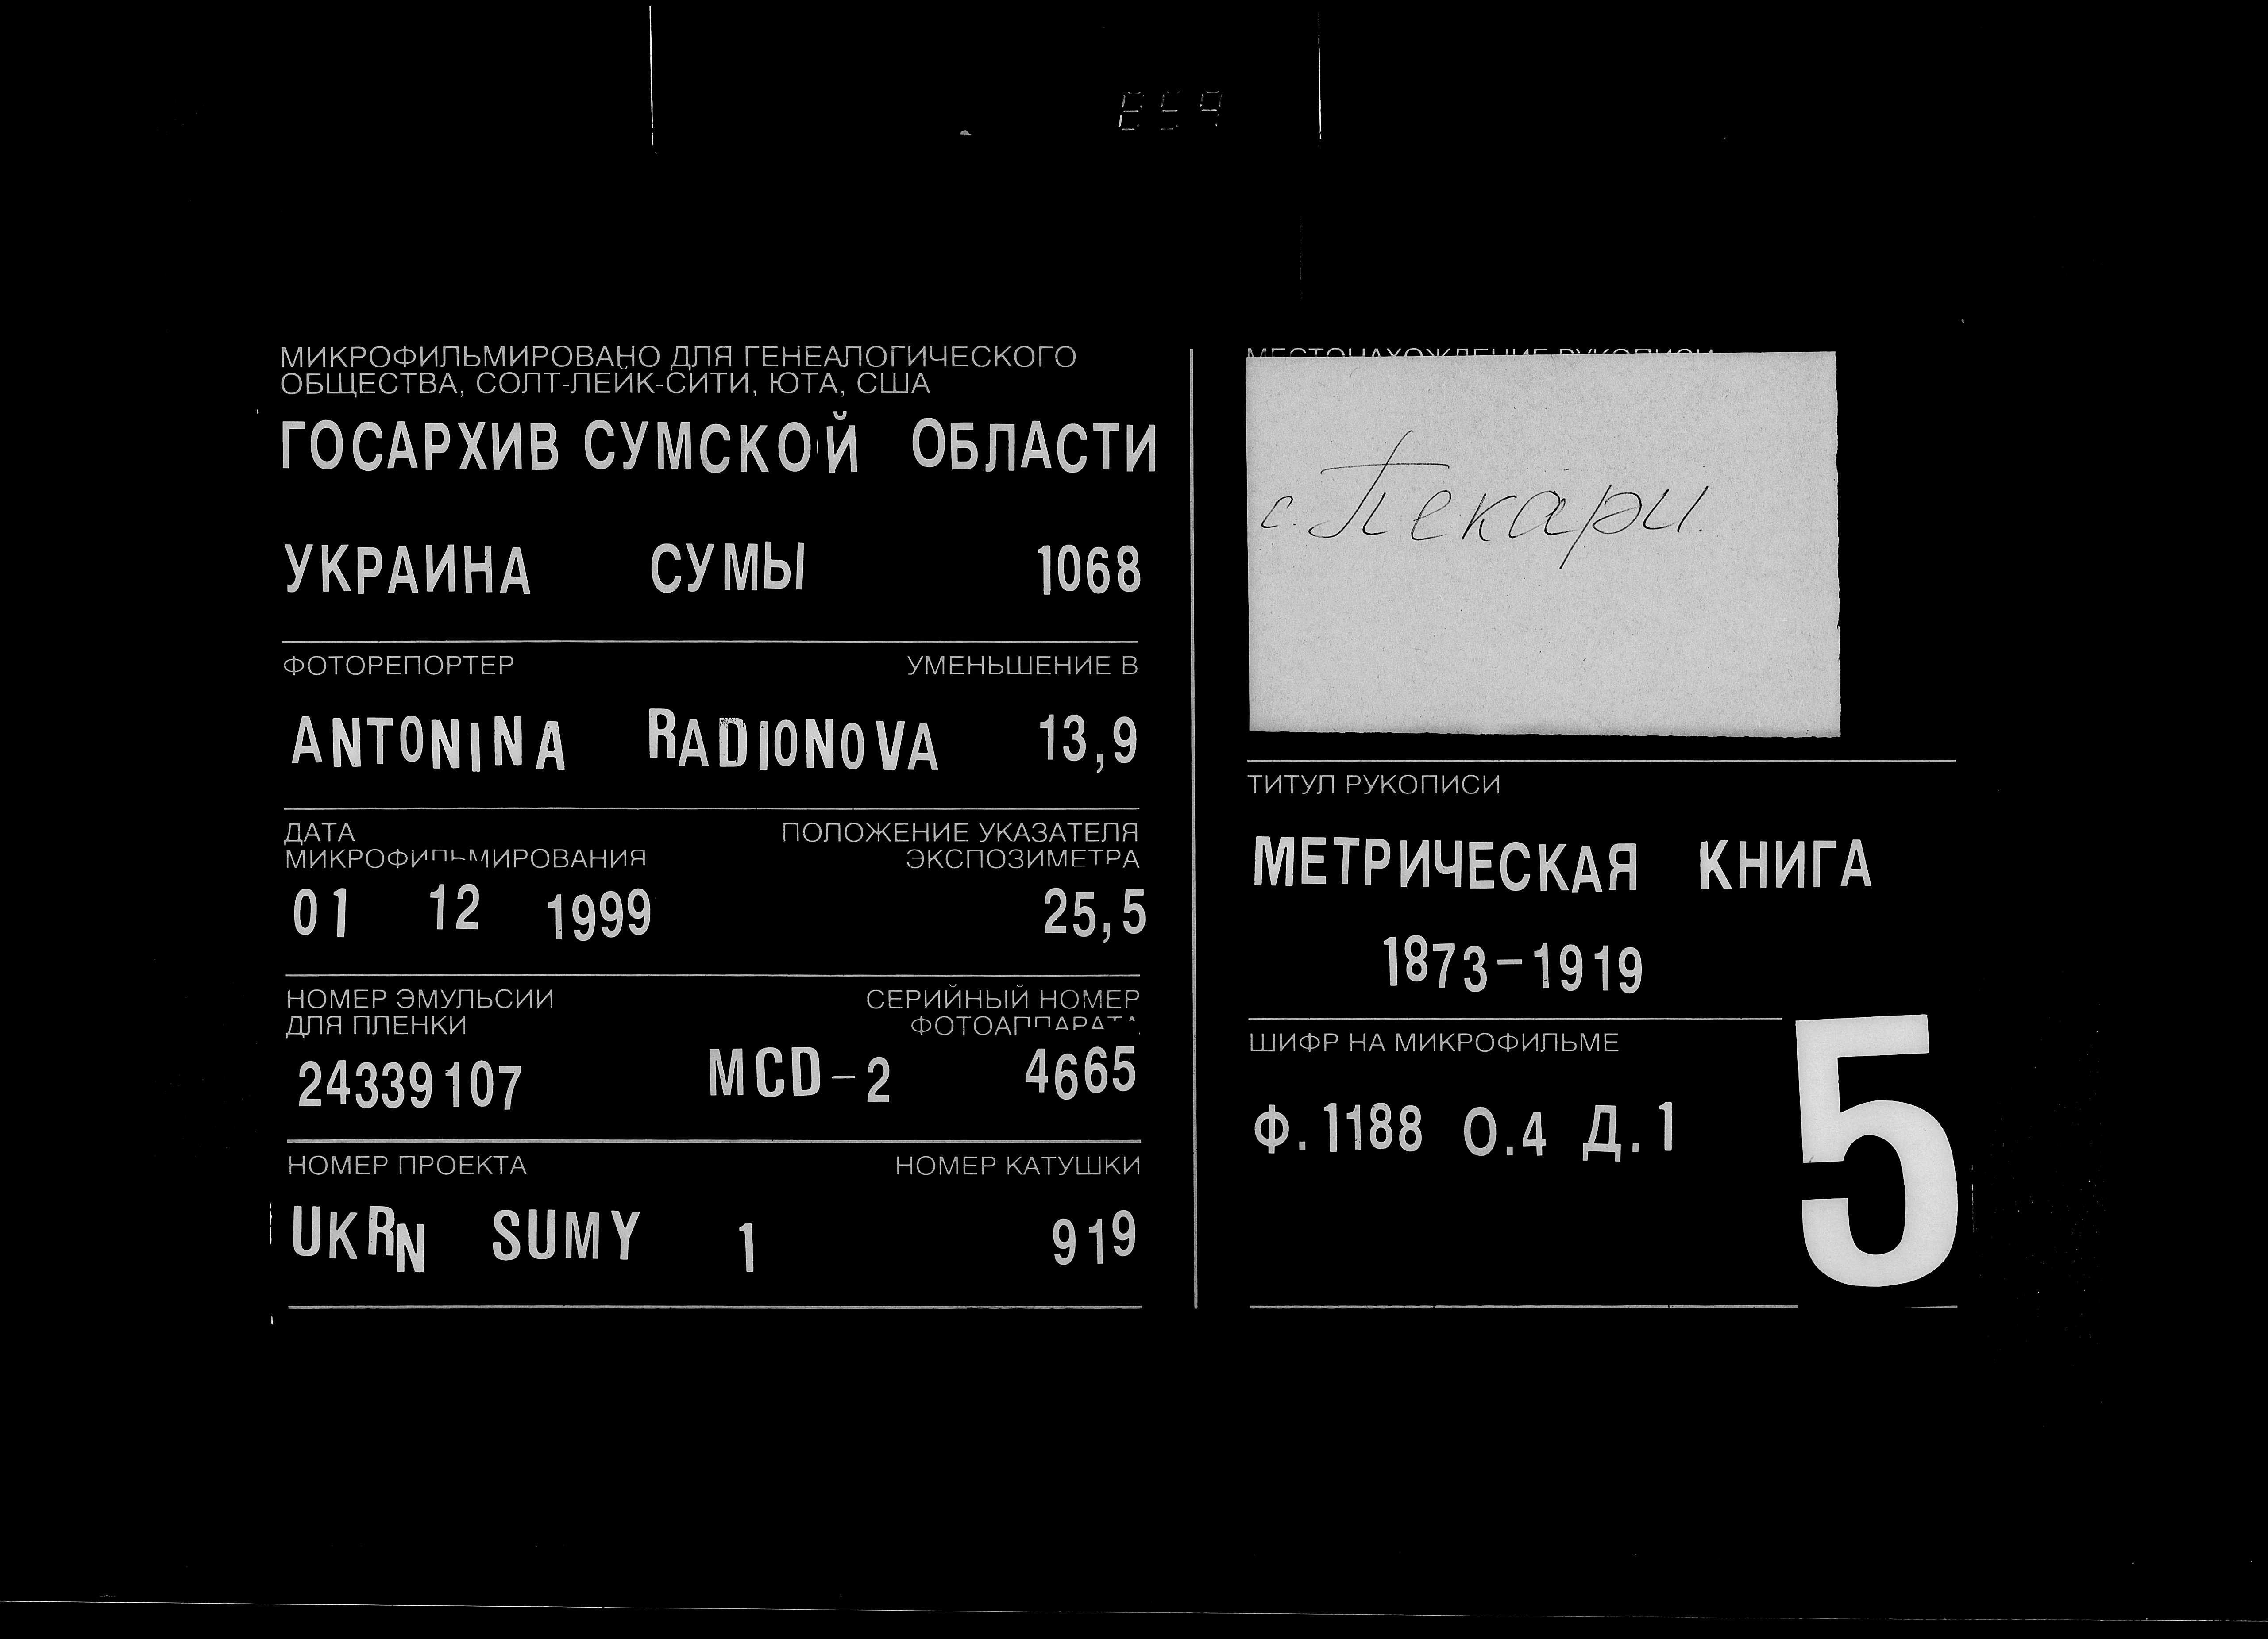 659
МИКРОФИЛЬМИРОВАНО ДЛЯ ГЕНЕАЛОГИЧЕСКОГО
ОБЩЕСТВА, СОЛТ-ЛЕЙК-СИТИ, ЮТА, США
ГОСАРХИВ СУМСКОЙ ОБЛАСТИ
УКРАИНА СУМЫ 1068
ФОТОРЕПОРТЕР УМЕНЬШЕНИЕ В
ANTONINA RADIONOVA 13,9
ДАТА ПОЛОЖЕНИЕ УКАЗАТЕЛЯ
МИКРОФИЛЬМИРОВАНИЯ ЭКСПОЗИМЕТРА
01 12 1999 25,5
НОМЕР ЭМУЛЬСИИ СЕРИЙНЫЙ НОМЕР
ДЛЯ ПЛЕНКИ ФОТОАППАРАТА
24339107 MCD-2 4665
НОМЕР ПРОЕКТА НОМЕР КАТУШКИ
UKRN SUMY 1 919
МЕСТОНАХОЖДЕНИЕ РУКОПИСИ
с. Пекари.
ТИТУЛ РУКОПИСИ
МЕТРИЧЕСКАЯ КНИГА
1873-1919
ШИФР НА МИКРОФИЛЬМЕ
Ф.1188 О.4 Д.1
5